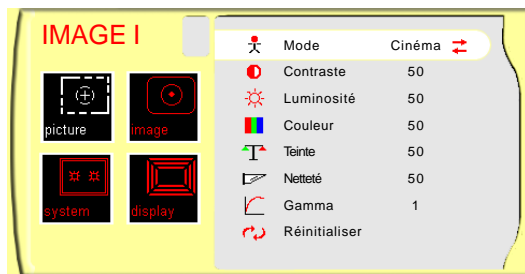 IMAGE I
picture
image
system
display
Mode Cinéma
Contraste 50
Luminosité 50
Couleur 50
Teinte 50
Netteté 50
Gamma 1
Réinitialiser